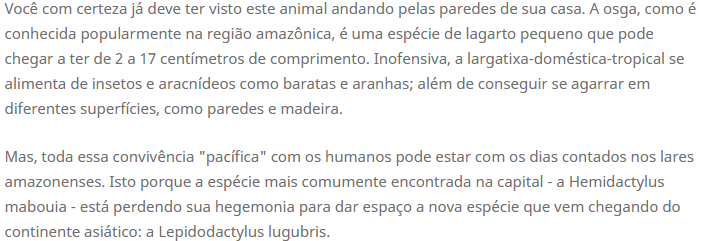 Você com certeza já deve ter visto este animal andando pelas paredes de sua casa. A osga, como é
conhecida popularmente na região amazônica, é uma espécie de lagarto pequeno que pode
chegar a ter de 2 a 17 centímetros de comprimento. Inofensiva, a largatixa-doméstica-tropical se
alimenta de insetos e aracnídeos como baratas e aranhas; além de conseguir se agarrar em
diferentes superfícies, como paredes e madeira.
Mas, toda essa convivência "pacífica" com os humanos pode estar com os dias contados nos lares
amazonenses. Isto porque a espécie mais comumente encontrada na capital - a Hemidactylus
mabouia - está perdendo sua hegemonia para dar espaço a nova espécie que vem chegando do
continente asiático: a Lepidodactylus lugubris.